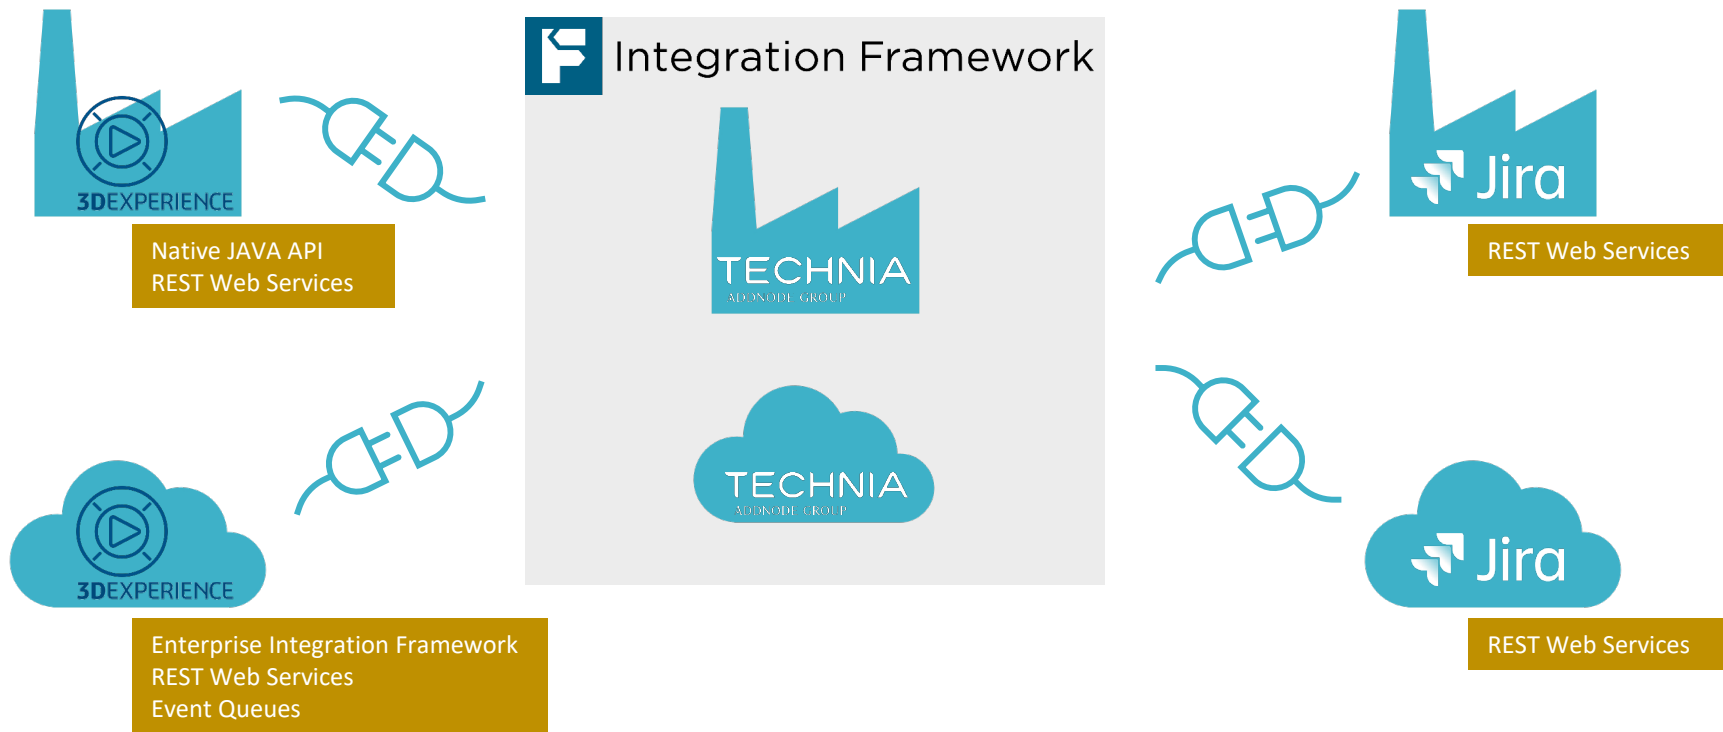 3DEXPERIENCE
Native JAVA API
REST Web Services
3DEXPERIENCE
Enterprise Integration Framework
REST Web Services
Event Queues
F Integration Framework
TECHNIA
ADDNODE GROUP
TECHNIA
ADDNODE GROUP
Jira
REST Web Services
Jira
REST Web Services